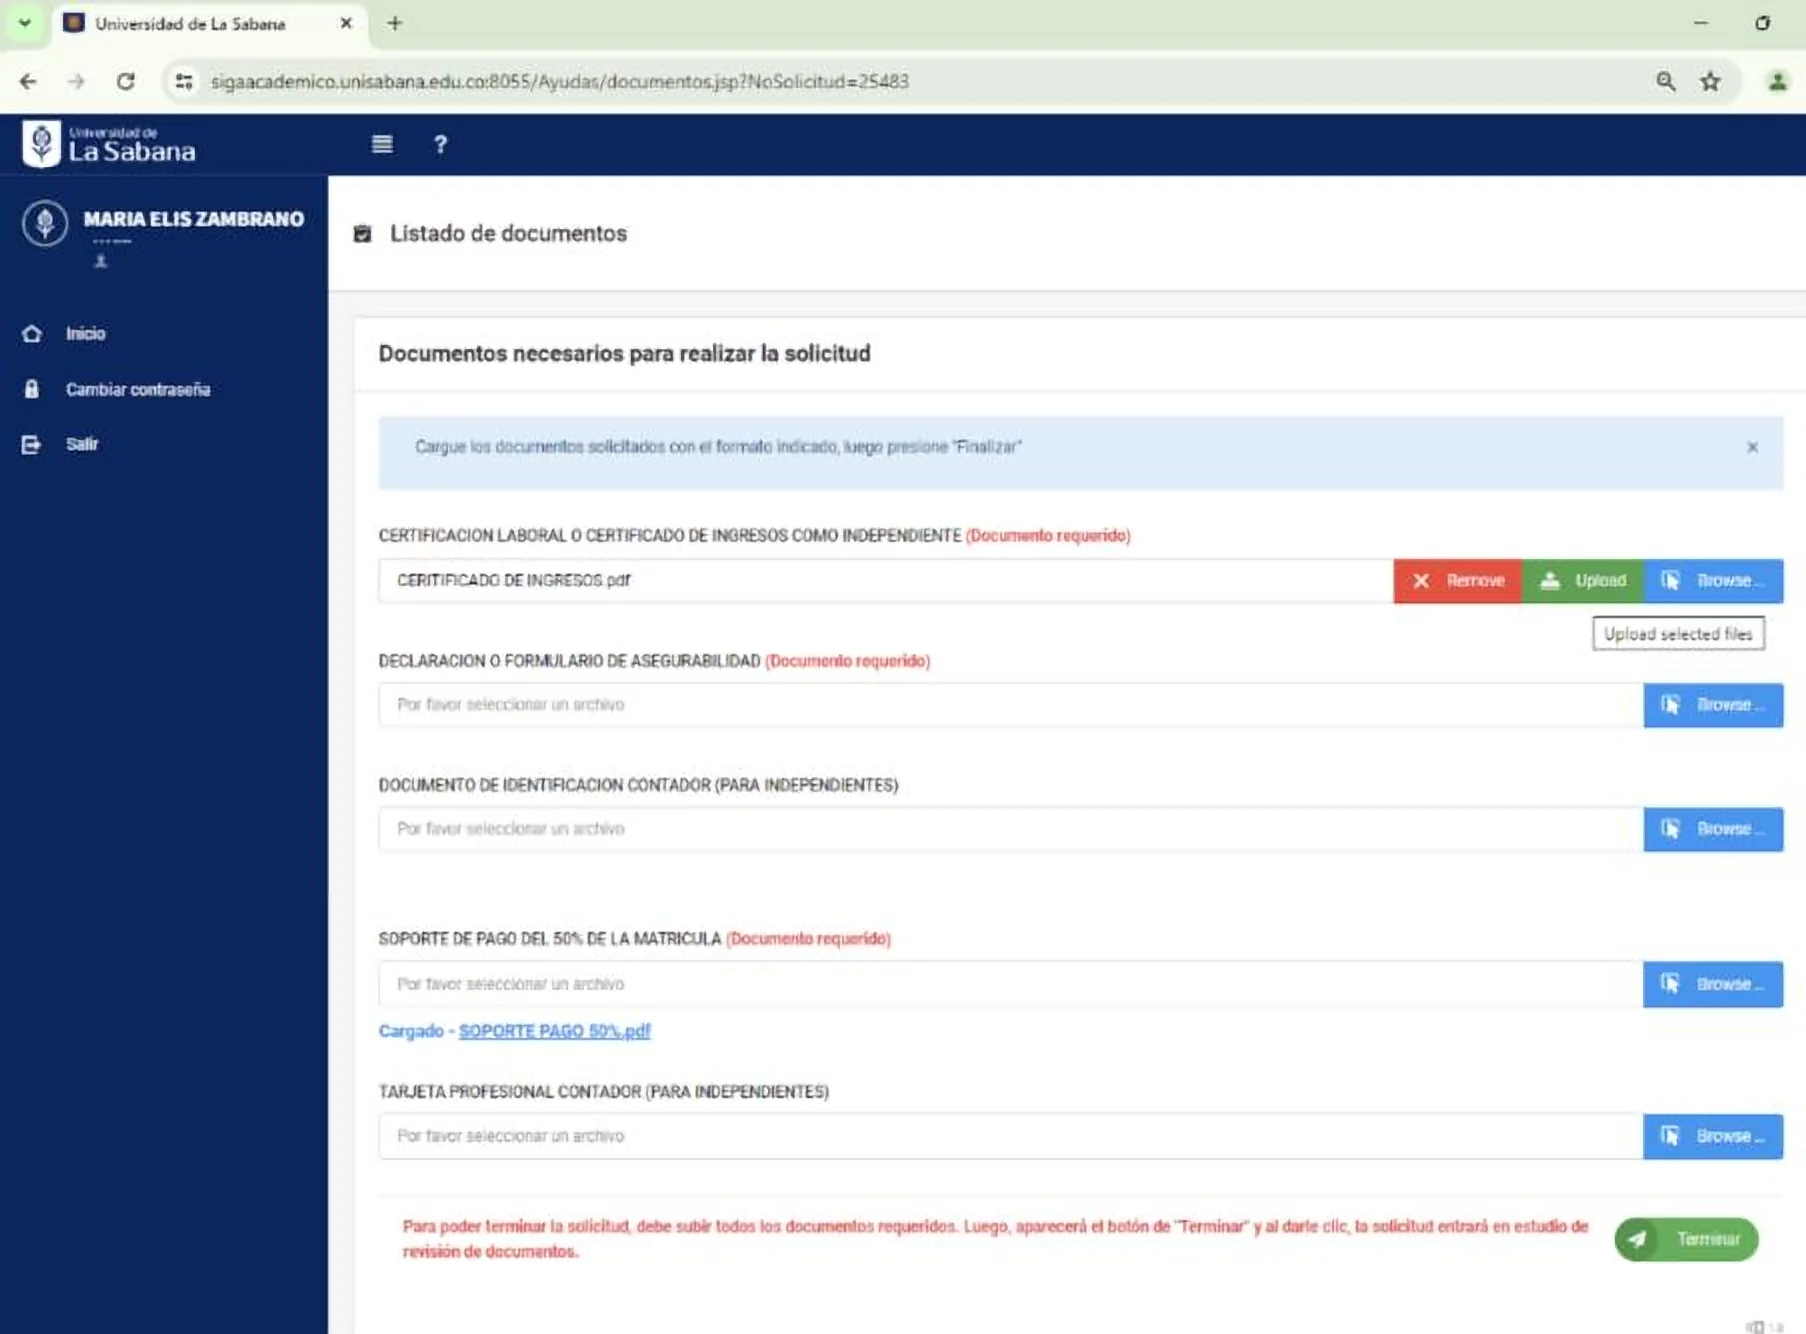 Universidad de La Sabana
sigaacademico.unisabana.edu.co:8055/Ayudas/documentos.jsp?NoSolicitud=25483
Universidad de
La Sabana
?
MARIA ELIS ZAMBRANO
Listado de documentos
Inicio
Cambiar contraseña
Salir
Documentos necesarios para realizar la solicitud
Cargue los documentos solicitados con el formato indicado, luego presione "Finalizar"
CERTIFICACION LABORAL O CERTIFICADO DE INGRESOS COMO INDEPENDIENTE (Documento requerido)
CERITIFICADO DE INGRESOS.pdf
Remove
Upload
Browse ...
Upload selected files
DECLARACION O FORMULARIO DE ASEGURABILIDAD (Documento requerido)
Por favor seleccionar un archivo
Browse ...
DOCUMENTO DE IDENTIFICACION CONTADOR (PARA INDEPENDIENTES)
Por favor seleccionar un archivo
Browse ...
SOPORTE DE PAGO DEL 50% DE LA MATRICULA (Documento requerido)
Por favor seleccionar un archivo
Browse ...
Cargado - SOPORTE PAGO 50%.pdf
TARJETA PROFESIONAL CONTADOR (PARA INDEPENDIENTES)
Por favor seleccionar un archivo
Browse ...
Para poder terminar la solicitud, debe subir todos los documentos requeridos. Luego, aparecerá el botón de "Terminar" y al darle clic, la solicitud entrará en estudio de
revisión de documentos.
Terminar